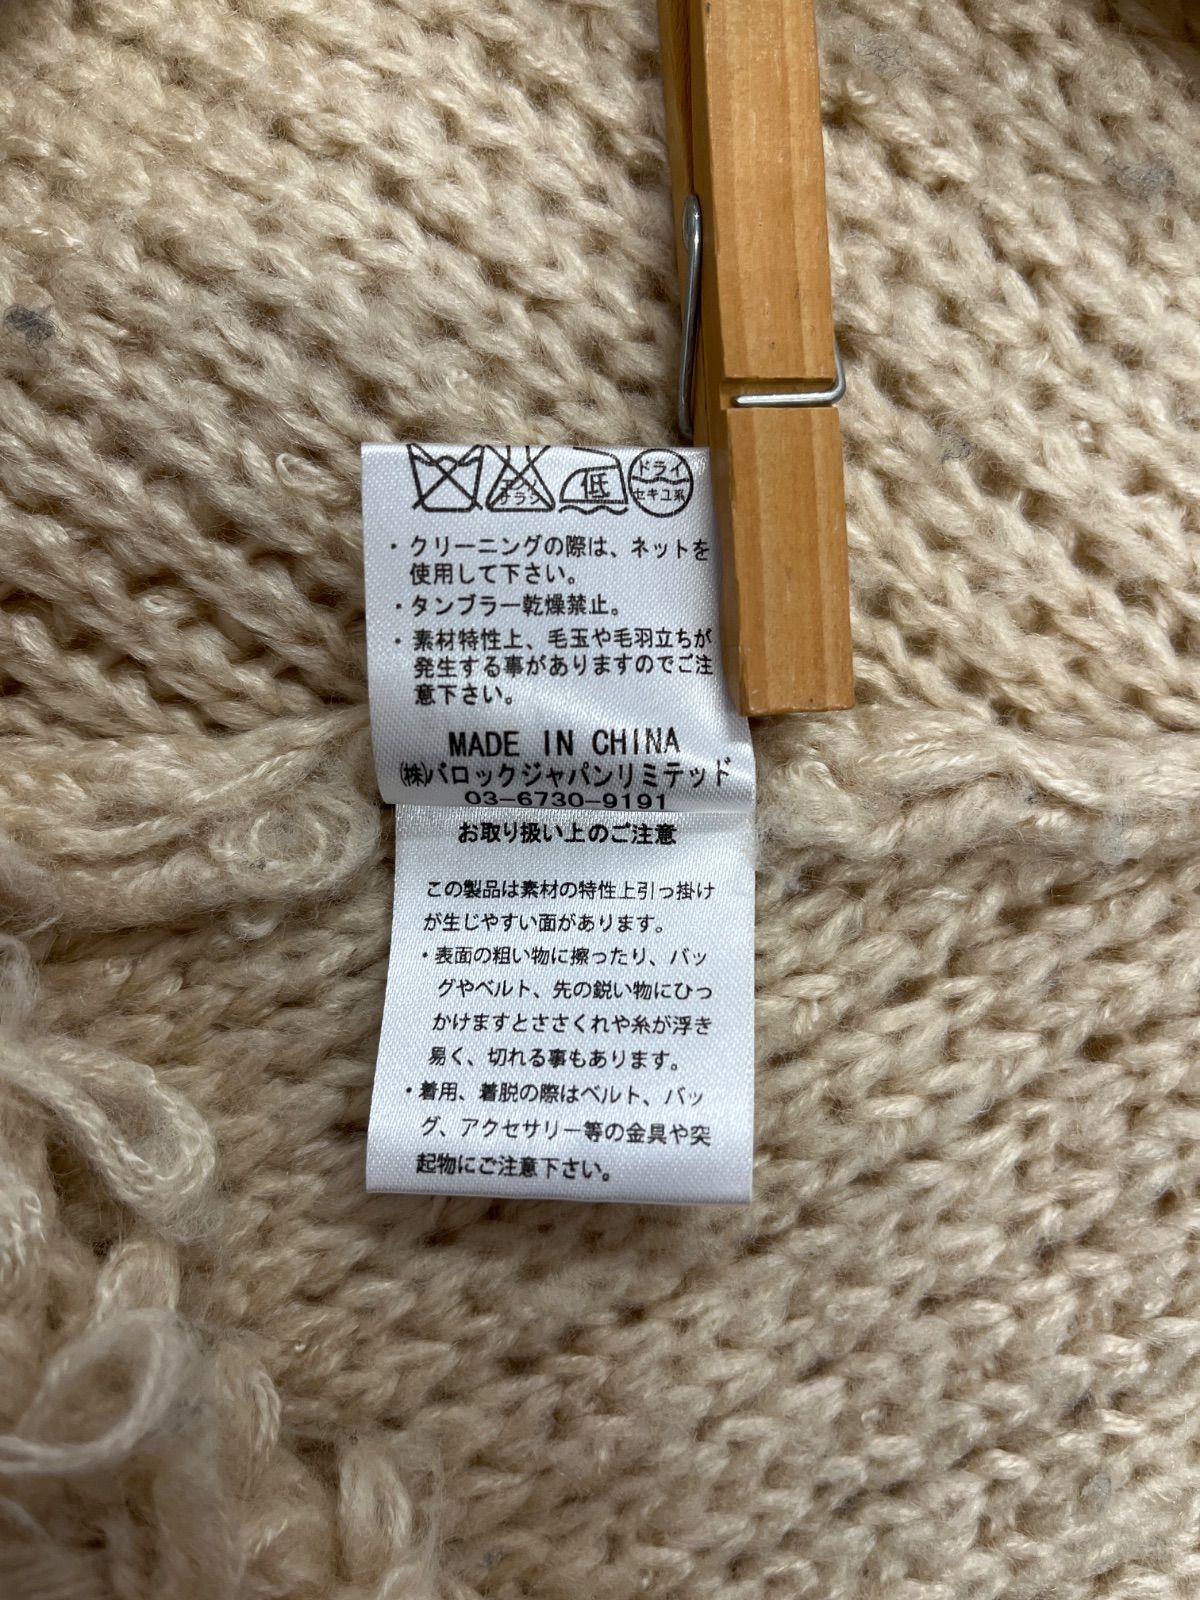 エンソ
チラシ
低
ドライ
セキユ系
・クリーニングの際は、ネットを
使用して下さい。
・タンブラー乾燥禁止。
・素材特性上、毛玉や毛羽立ちが
発生する事がありますのでご注
意下さい。
MADE IN CHINA
㈱バロックジャパンリミテッド
03-6730-9191
お取り扱い上のご注意
この製品は素材の特性上引っ掛け
が生じやすい面があります。
・表面の粗い物に擦ったり、バッ
グやベルト、先の鋭い物にひっ
かけますとささくれや糸が浮き
易く、切れる事もあります。
・着用、着脱の際はベルト、バッ
グ、アクセサリー等の金具や突
起物にご注意下さい。